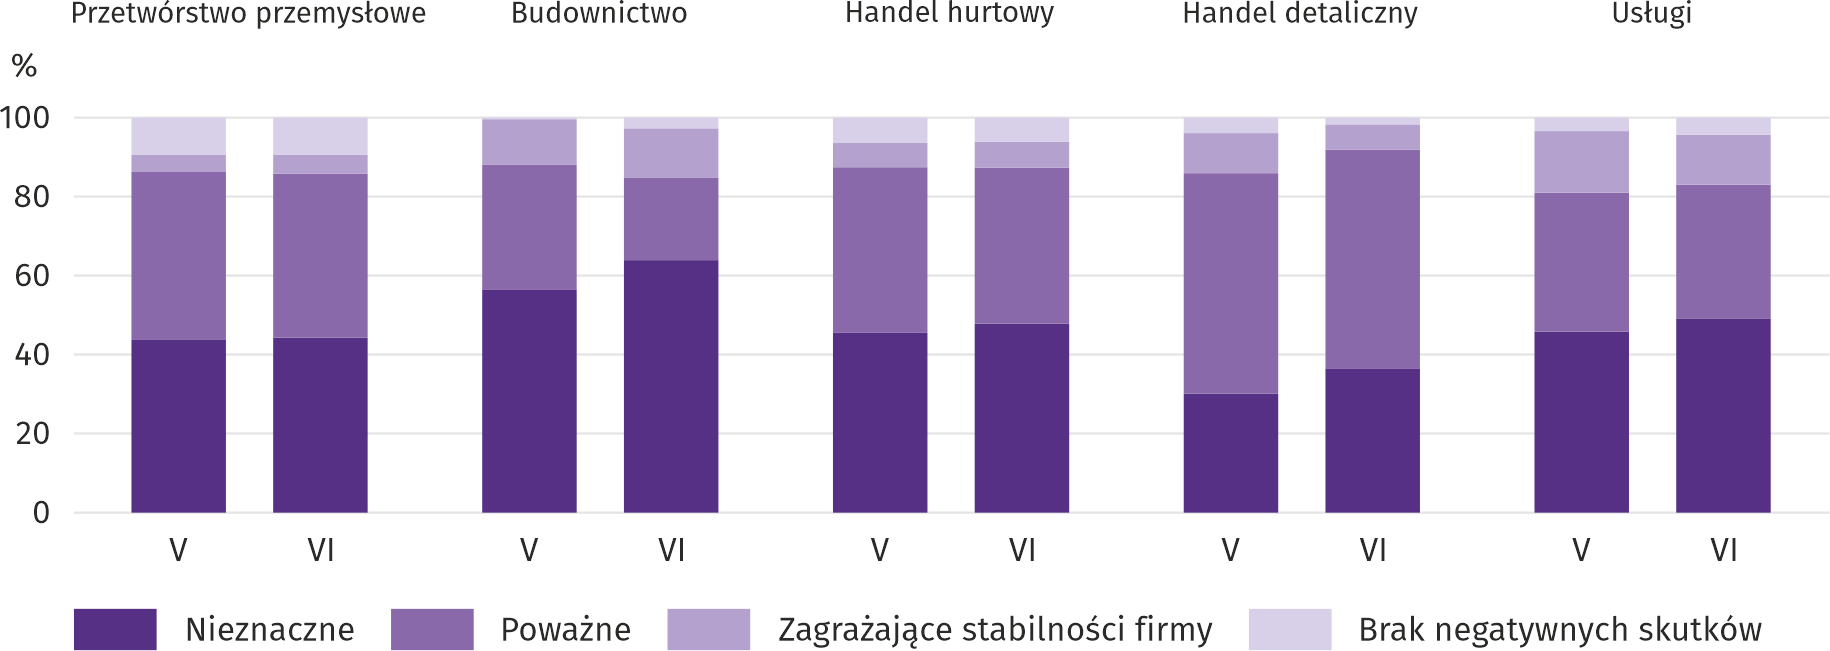 Przetwórstwo przemysłowe Budownictwo Handel hurtowy Handel detaliczny Usługi
%
100
80
60
40
20
0
V VI V VI V VI V VI V VI
Nieznaczne Poważne Zagrażające stabilności firmy Brak negatywnych skutków